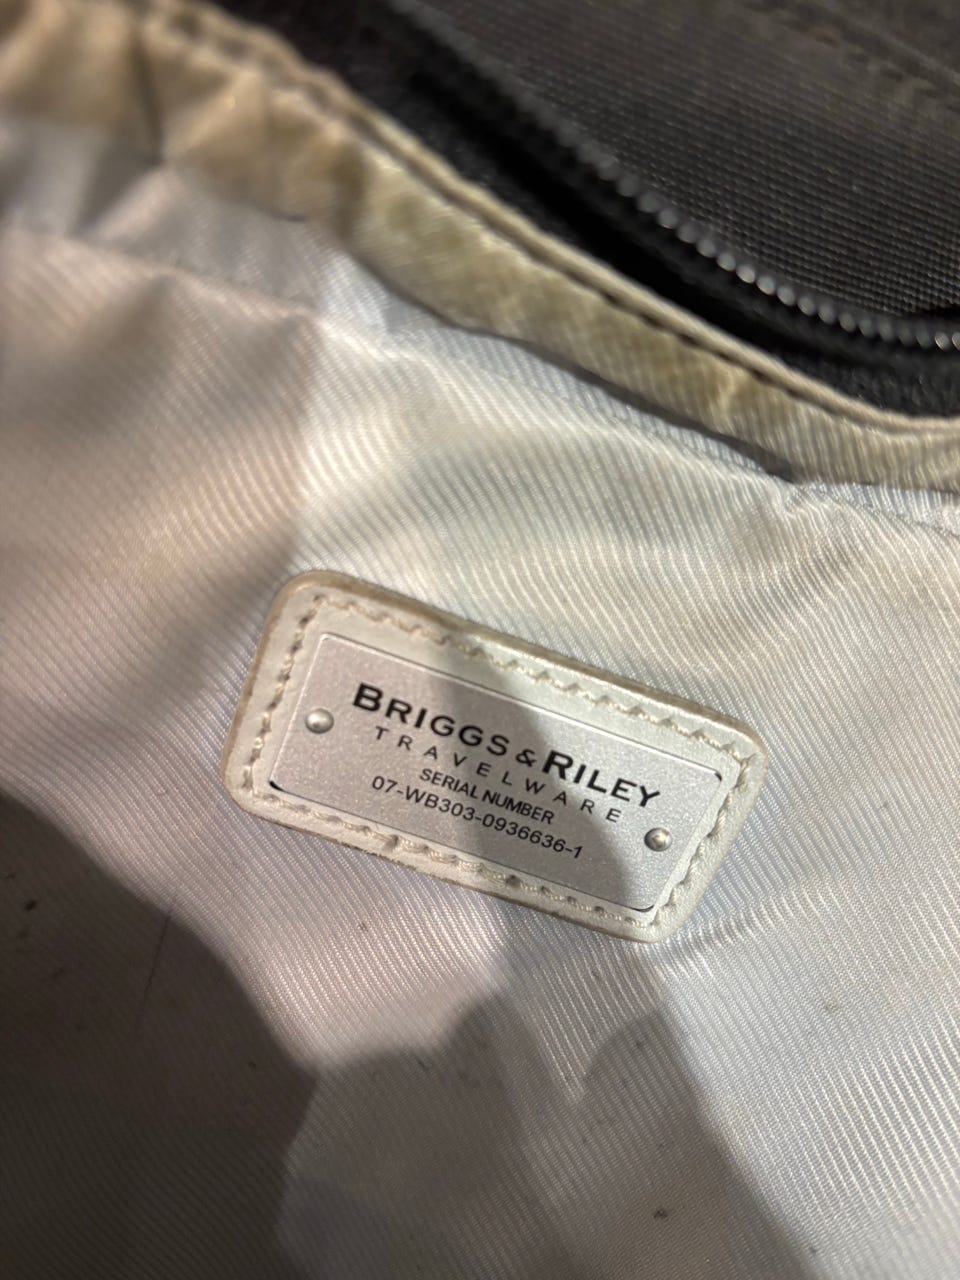 BRIGGS & RILEY
TRAVELWARE
SERIAL NUMBER
07-WB303-0936636-1